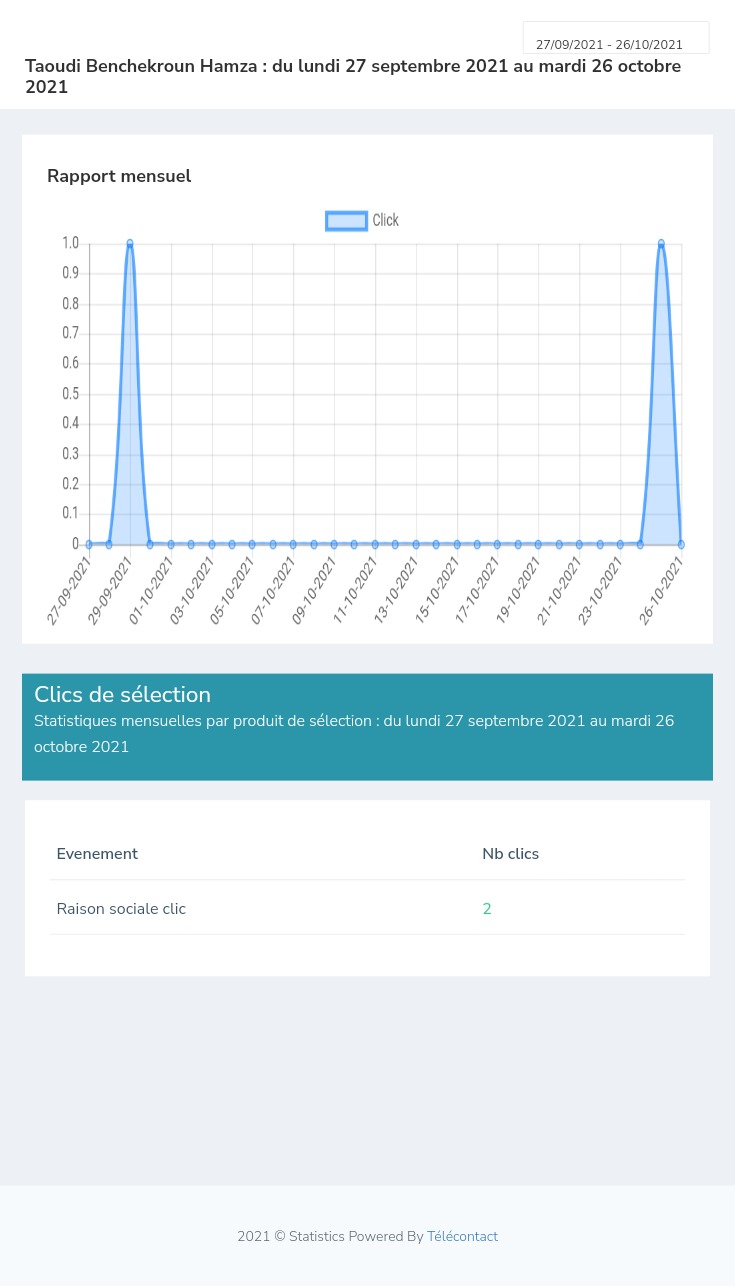 27/09/2021 - 26/10/2021
Taoudi Benchekroun Hamza : du lundi 27 septembre 2021 au mardi 26 octobre
2021
Rapport mensuel
Click
1.0
0.9
0.8
0.7
0.6
0.5
0.4
0.3
0.2
0.1
0
27-09-2021
29-09-2021
01-10-2021
03-10-2021
05-10-2021
07-10-2021
09-10-2021
11-10-2021
13-10-2021
15-10-2021
17-10-2021
19-10-2021
21-10-2021
23-10-2021
26-10-2021
Clics de sélection
Statistiques mensuelles par produit de sélection : du lundi 27 septembre 2021 au mardi 26
octobre 2021
Evenement Nb clics
Raison sociale clic 2
2021 © Statistics Powered By Télécontact